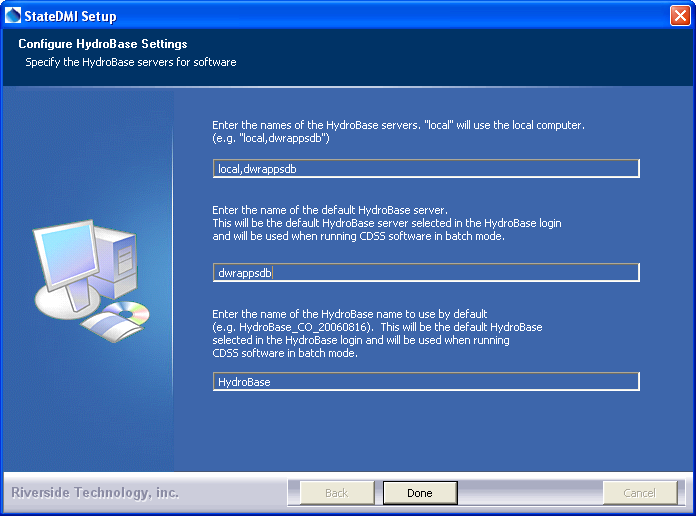 StateDMI Setup
Configure HydroBase Settings
Specify the HydroBase servers for software
Enter the names of the HydroBase servers. "local" will use the local computer.
(e.g. "local,dwrappsdb")
local,dwrappsdb
Enter the name of the default HydroBase server.
This will be the default HydroBase server selected in the HydroBase login
and will be used when running CDSS software in batch mode.
dwrappsdb
Enter the name of the HydroBase name to use by default
(e.g. HydroBase_CO_20060816).  This will be the default HydroBase
selected in the HydroBase login and will be used when running
CDSS software in batch mode.
HydroBase
Riverside Technology, inc.
Back
Done
Cancel